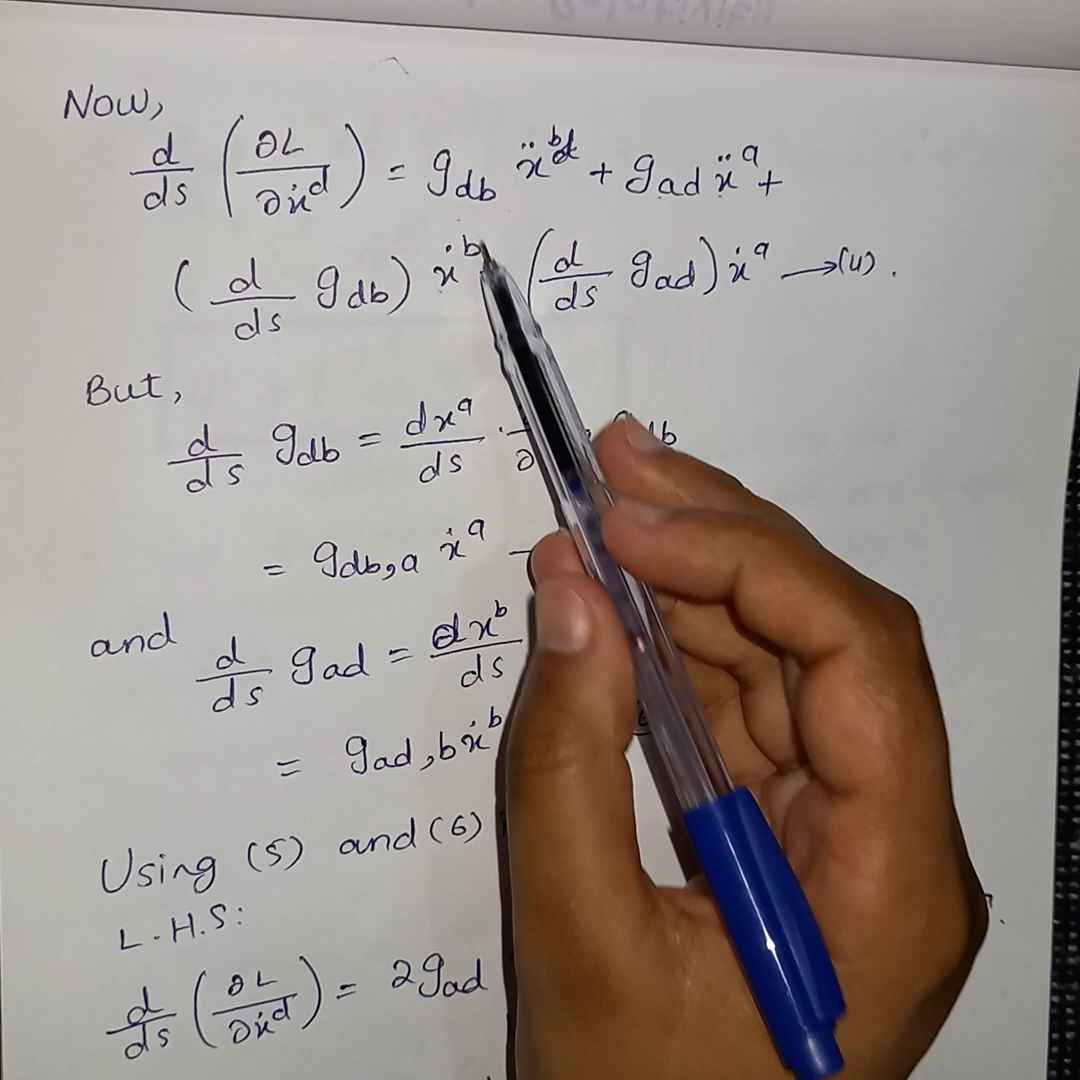 Now,
d/ds (∂L/∂ẋ^d) = g_db ẍ^b + g_ad ẍ^a +
(d/ds g_db) ẋ^b (d/ds g_ad) ẋ^a → (4).
But,
d/ds g_db = dx^a/ds · ∂ db
= g_db,a ẋ^a
and d/ds g_ad = dx^b/ds
= g_ad,b ẋ^b
Using (5) and (6)
L.H.S:
d/ds (∂L/∂ẋ^d) = 2g_ad